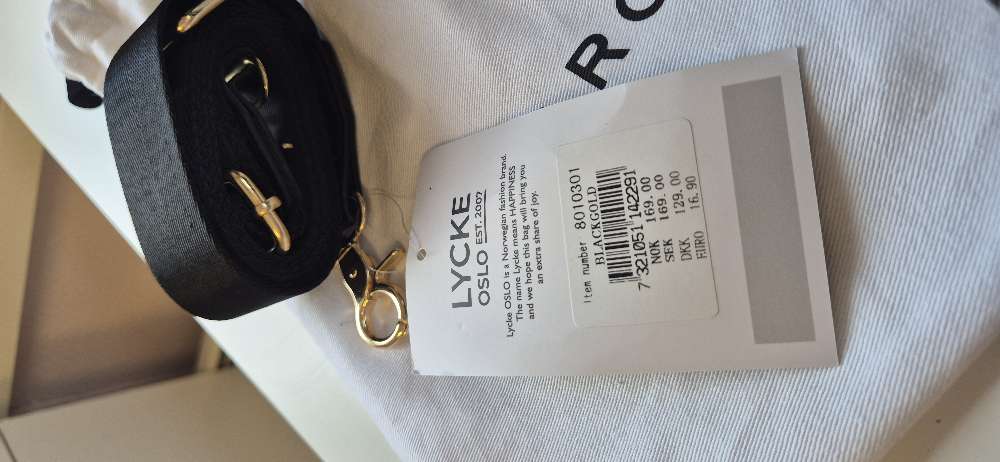 RO
LYCKE
OSLO EST. 2007
Lycke OSLO is a Norwegian fashion brand.
The name Lycke means HAPPINESS
and we hope this bag will bring you
an extra share of joy.
Item number 8010301
BLACKGOLD
7 321051 142291
NOK 169.00
SEK 169.00
DKK 129.00
EURO 16.90